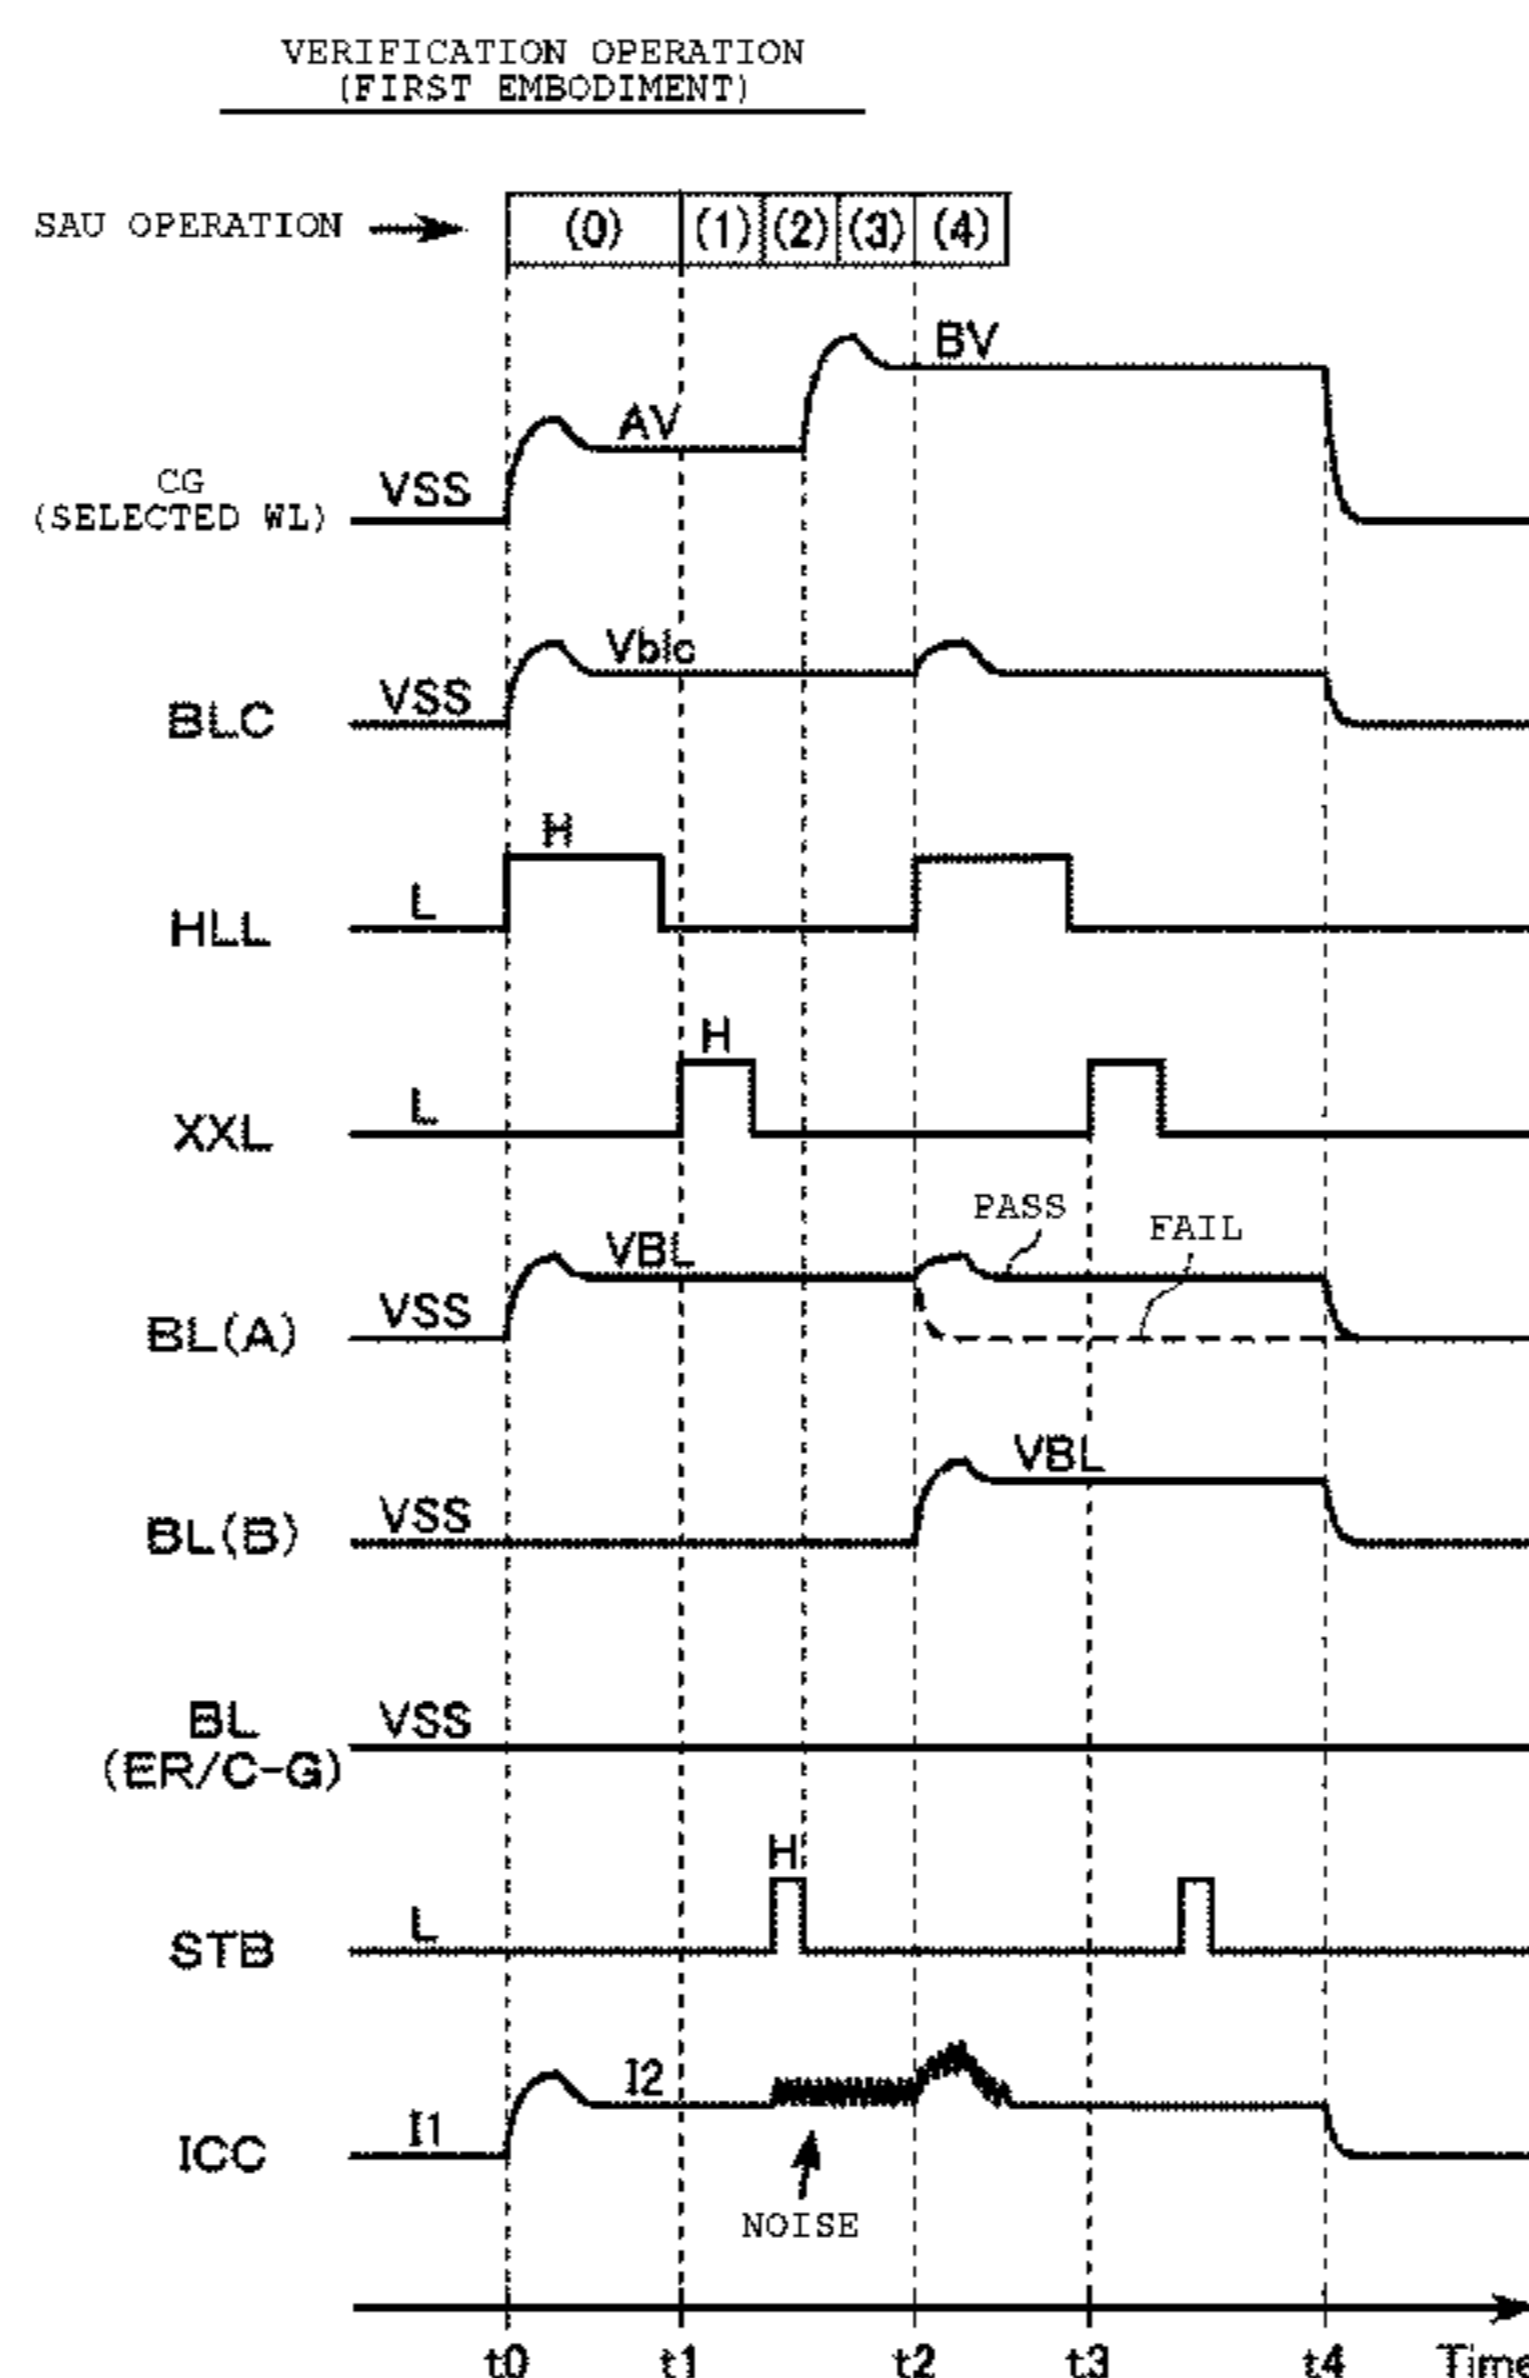 VERIFICATION OPERATION
(FIRST EMBODIMENT)
SAU OPERATION (0) (1) (2) (3) (4)
BV
AV
CG
(SELECTED WL)
VSS
Vblc
VSS
BLC
H
L
HLL
H
L
XXL
PASS
FAIL
VBL
VSS
BL(A)
VBL
VSS
BL(B)
BL
(ER/C-G)
VSS
H
L
STB
I2
I1
ICC
NOISE
t0 t1 t2 t3 t4 Time